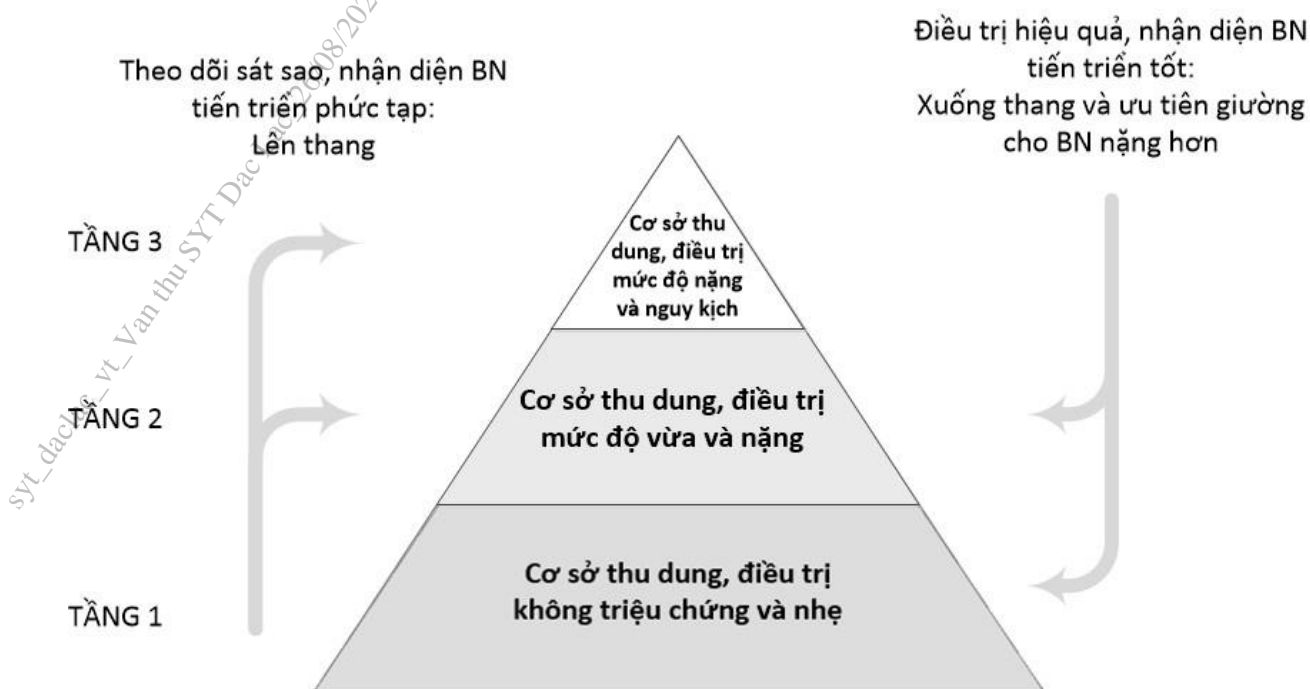 Theo dõi sát sao, nhận diện BN
tiến triển phức tạp:
Lên thang
Điều trị hiệu quả, nhận diện BN
tiến triển tốt:
Xuống thang và ưu tiên giường
cho BN nặng hơn
TẦNG 3
Cơ sở thu
dung, điều trị
mức độ nặng
và nguy kịch
TẦNG 2
Cơ sở thu dung, điều trị
mức độ vừa và nặng
TẦNG 1
Cơ sở thu dung, điều trị
không triệu chứng và nhẹ